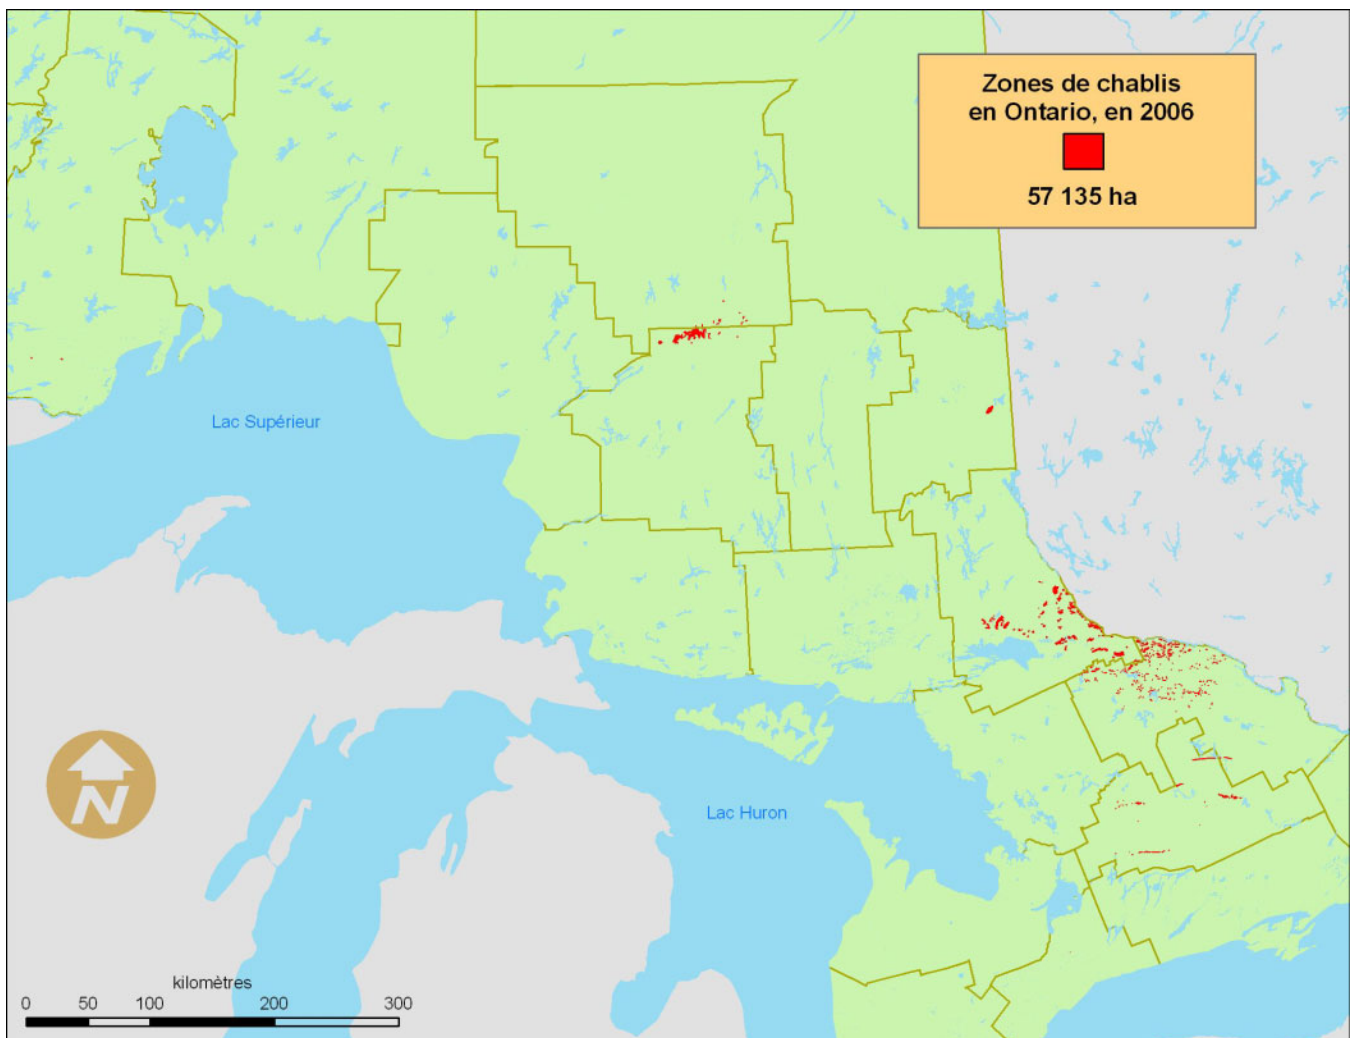 Zones de chablis
en Ontario, en 2006
57 135 ha
Lac Supérieur
Lac Huron
N
kilomètres
0 50 100 200 300